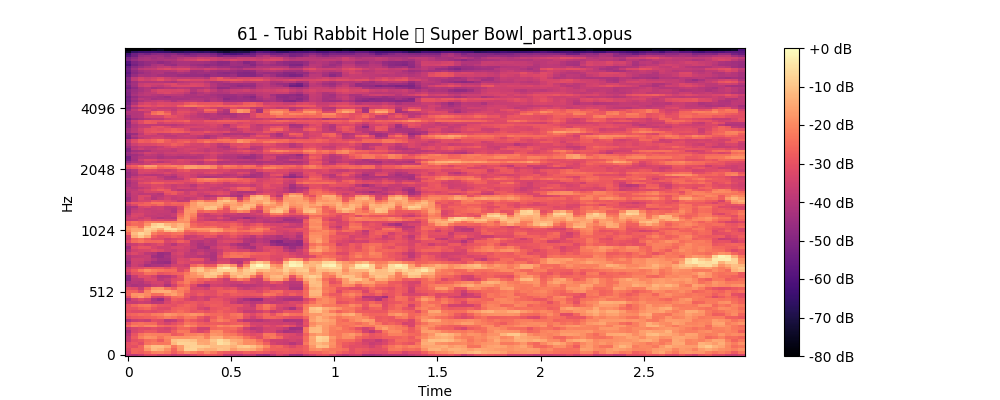 61 - Tubi Rabbit Hole  Super Bowl_part13.opus
Hz
4096
2048
1024
512
0
0
0.5
1
1.5
2
2.5
Time
+0 dB
-10 dB
-20 dB
-30 dB
-40 dB
-50 dB
-60 dB
-70 dB
-80 dB